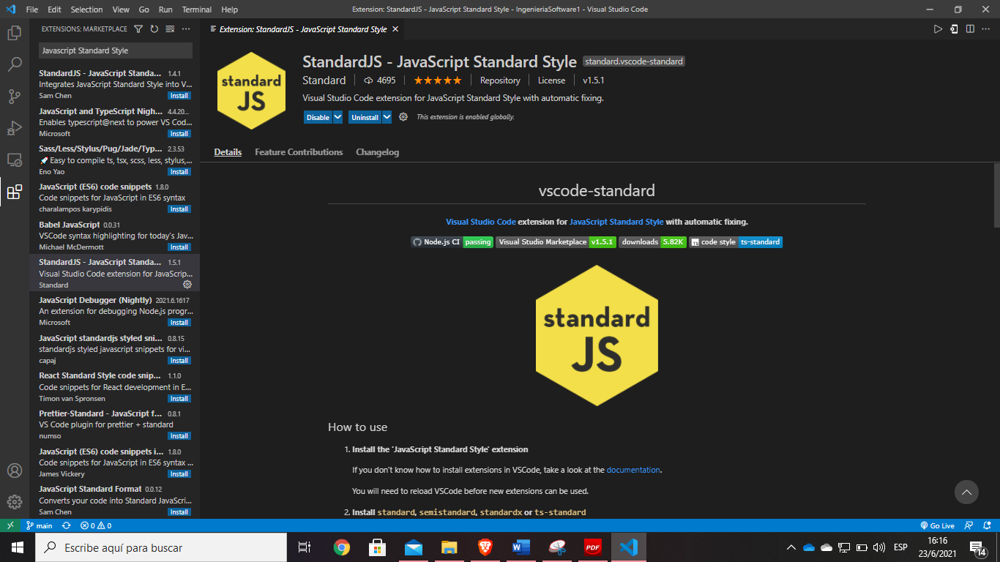 File Edit Selection View Go Run Terminal Help
Extension: StandardJS - JavaScript Standard Style - IngenieriaSoftware1 - Visual Studio Code
EXTENSIONS: MARKETPLACE
Javascript Standard Style
StandardJS - JavaScript Standa... 1.4.1
Integrates JavaScript Standard Style into V...
Sam Chen Install
JavaScript and TypeScript Nigh... 4.4.20...
Enables typescript@next to power VS Cod...
Microsoft Install
Sass/Less/Stylus/Pug/Jade/Typ... 2.3.53
🚀 Easy to compile ts, tsx, scss, less, stylus,...
Eno Yao Install
JavaScript (ES6) code snippets 1.8.0
Code snippets for JavaScript in ES6 syntax
charalampos karypidis Install
Babel JavaScript 0.0.31
VSCode syntax highlighting for today's Jav...
Michael McDermott Install
StandardJS - JavaScript Standa... 1.5.1
Visual Studio Code extension for JavaScrip...
Standard
JavaScript Debugger (Nightly) 2021.6.1617
An extension for debugging Node.js progr...
Microsoft Install
JavaScript standardjs styled sni... 0.8.15
standardjs styled javascript snippets for vi...
capaj Install
React Standard Style code snip... 1.1.0
Code snippets for React development in E...
Timon van Spronsen Install
Prettier-Standard - JavaScript f... 0.8.1
VS Code plugin for prettier + standard
numso Install
JavaScript (ES6) code snippets i... 1.8.0
Code snippets for JavaScript in ES6 syntax ...
James Vickery Install
JavaScript Standard Format 0.0.12
Converts your code into Standard JavaScri...
Sam Chen Install
Extension: StandardJS - JavaScript Standard Style
standard
JS
StandardJS - JavaScript Standard Style standard.vscode-standard
Standard 4695 Repository License v1.5.1
Visual Studio Code extension for JavaScript Standard Style with automatic fixing.
Disable Uninstall This extension is enabled globally.
Details Feature Contributions Changelog
vscode-standard
Visual Studio Code extension for JavaScript Standard Style with automatic fixing.
Node.js CI passing Visual Studio Marketplace v1.5.1 downloads 5.82K TS code style ts-standard
standard
JS
How to use
1. Install the 'JavaScript Standard Style' extension
If you don't know how to install extensions in VSCode, take a look at the documentation.
You will need to reload VSCode before new extensions can be used.
2. Install standard, semistandard, standardx or ts-standard
main 0 0 Go Live
Escribe aquí para buscar
W PDF
ESP
16:16
23/6/2021
14